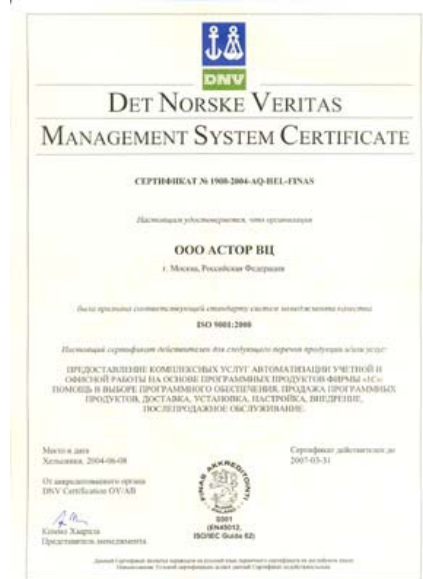 DNV
DET NORSKE VERITAS
MANAGEMENT SYSTEM CERTIFICATE
СЕРТИФИКАТ № 1908-2004-AQ-HEL-FINAS
Настоящим удостоверяется, что организация
ООО АСТОР ВЦ
г. Москва, Российская Федерация
была признана соответствующей стандарту систем менеджмента качества
ISO 9001:2000
Настоящий сертификат действителен для следующего перечня продукции и/или услуг:
ПРЕДОСТАВЛЕНИЕ КОМПЛЕКСНЫХ УСЛУГ АВТОМАТИЗАЦИИ УЧЕТНОЙ И
ОФИСНОЙ РАБОТЫ НА ОСНОВЕ ПРОГРАММНЫХ ПРОДУКТОВ ФИРМЫ «1С»:
ПОМОЩЬ В ВЫБОРЕ ПРОГРАММНОГО ОБЕСПЕЧЕНИЯ, ПРОДАЖА ПРОГРАММНЫХ
ПРОДУКТОВ, ДОСТАВКА, УСТАНОВКА, НАСТРОЙКА, ВНЕДРЕНИЕ,
ПОСЛЕПРОДАЖНОЕ ОБСЛУЖИВАНИЕ.
Место и дата
Хельсинки, 2004-06-08
Сертификат действителен до
2007-03-31
От аккредитованного органа
DNV Certification OY/AB
FINAS AKKREDITOINTI
FINLAND
S001
(EN45012,
ISO/IEC Guide 62)
Киммо Хаарала
Представитель менеджмента